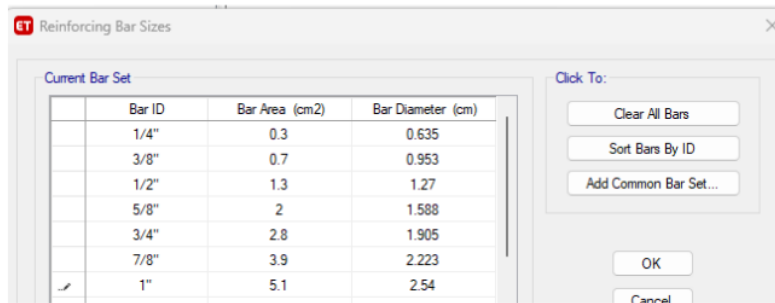 ET Reinforcing Bar Sizes
Current Bar Set
Bar ID Bar Area (cm2) Bar Diameter (cm)
1/4" 0.3 0.635
3/8" 0.7 0.953
1/2" 1.3 1.27
5/8" 2 1.588
3/4" 2.8 1.905
7/8" 3.9 2.223
1" 5.1 2.54
Click To:
Clear All Bars
Sort Bars By ID
Add Common Bar Set...
OK
Cancel